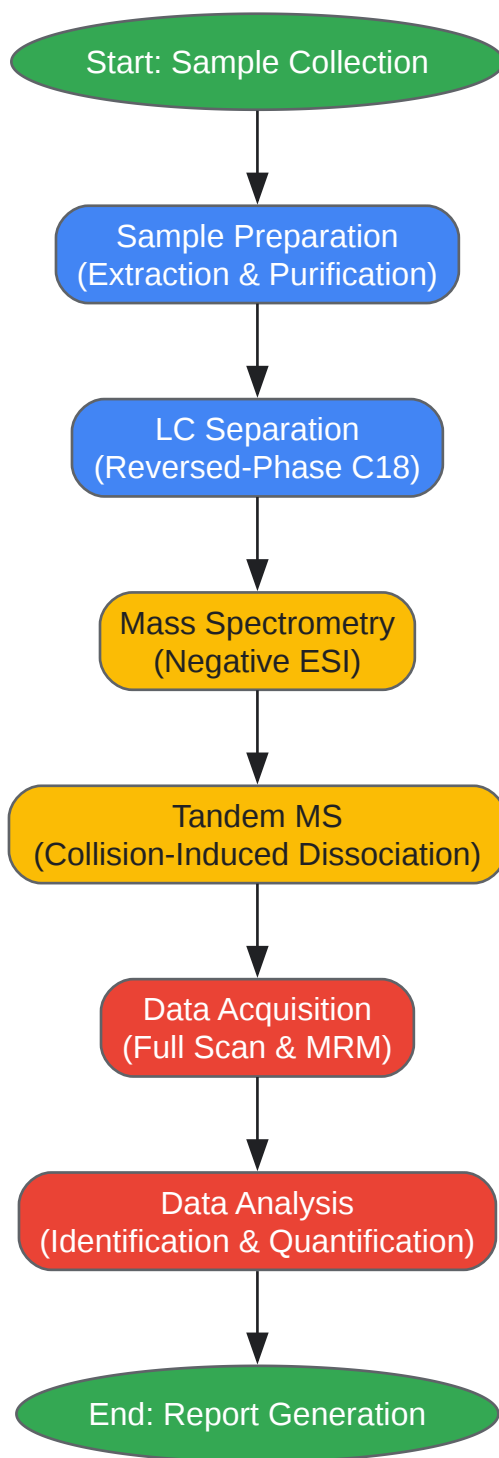 Start: Sample Collection
Sample Preparation
(Extraction & Purification)
LC Separation
(Reversed-Phase C18)
Mass Spectrometry
(Negative ESI)
Tandem MS
(Collision-Induced Dissociation)
Data Acquisition
(Full Scan & MRM)
Data Analysis
(Identification & Quantification)
End: Report Generation